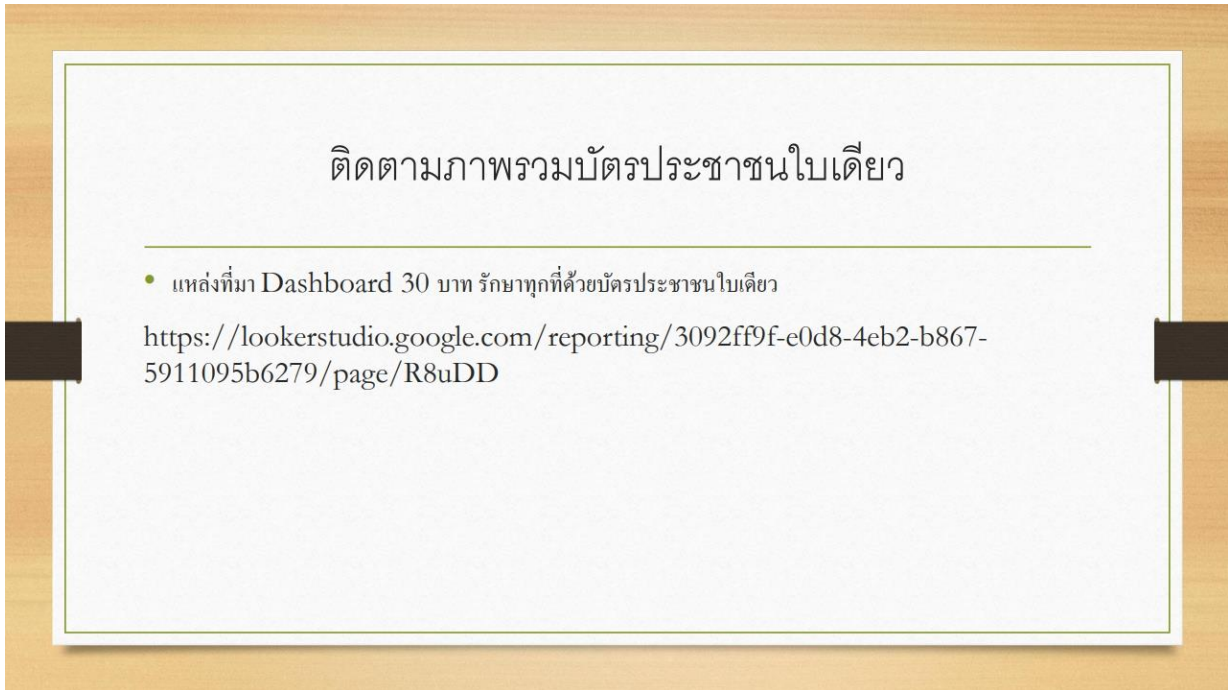 ติดตามภาพรวมบัตรประชาชนใบเดียว
• แหล่งที่มา Dashboard 30 บาท รักษาทุกที่ด้วยบัตรประชาชนใบเดียว
https://lookerstudio.google.com/reporting/3092ff9f-e0d8-4eb2-b867-
5911095b6279/page/R8uDD